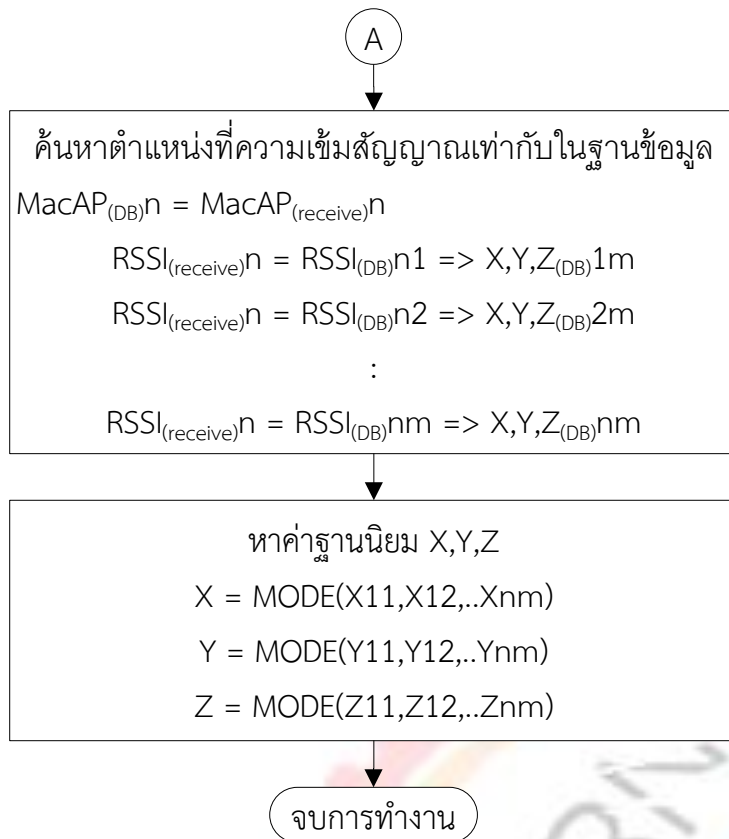 A
ค้นหาตำแหน่งที่ความเข้มสัญญาณเท่ากับในฐานข้อมูล
MacAP(DB)n = MacAP(receive)n
RSSI(receive)n = RSSI(DB)n1 => X,Y,Z(DB)1m
RSSI(receive)n = RSSI(DB)n2 => X,Y,Z(DB)2m
:
RSSI(receive)n = RSSI(DB)nm => X,Y,Z(DB)nm
หาค่าฐานนิยม X,Y,Z
X = MODE(X11,X12,..Xnm)
Y = MODE(Y11,Y12,..Ynm)
Z = MODE(Z11,Z12,..Znm)
จบการทำงาน